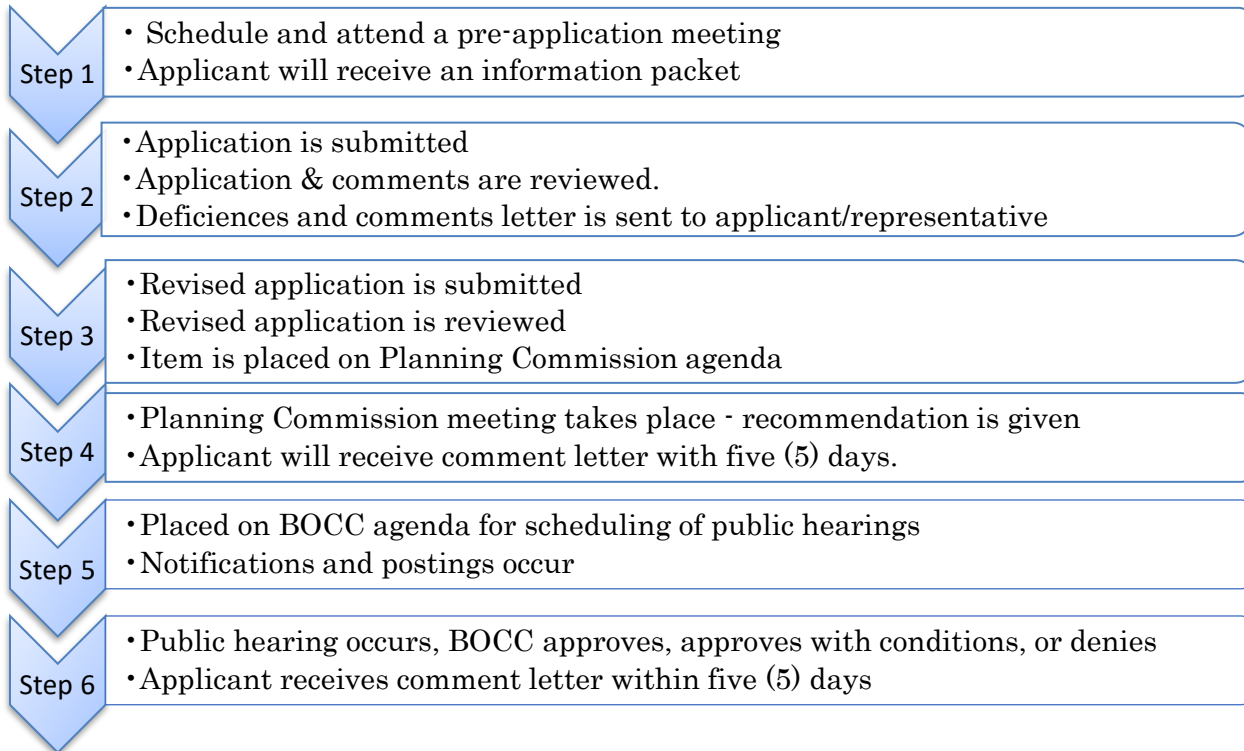 Step 1
• Schedule and attend a pre-application meeting
•Applicant will receive an information packet
Step 2
•Application is submitted
•Application & comments are reviewed.
•Deficiences and comments letter is sent to applicant/representative
Step 3
•Revised application is submitted
•Revised application is reviewed
•Item is placed on Planning Commission agenda
Step 4
•Planning Commission meeting takes place - recommendation is given
•Applicant will receive comment letter with five (5) days.
Step 5
•Placed on BOCC agenda for scheduling of public hearings
•Notifications and postings occur
Step 6
•Public hearing occurs, BOCC approves, approves with conditions, or denies
•Applicant receives comment letter within five (5) days